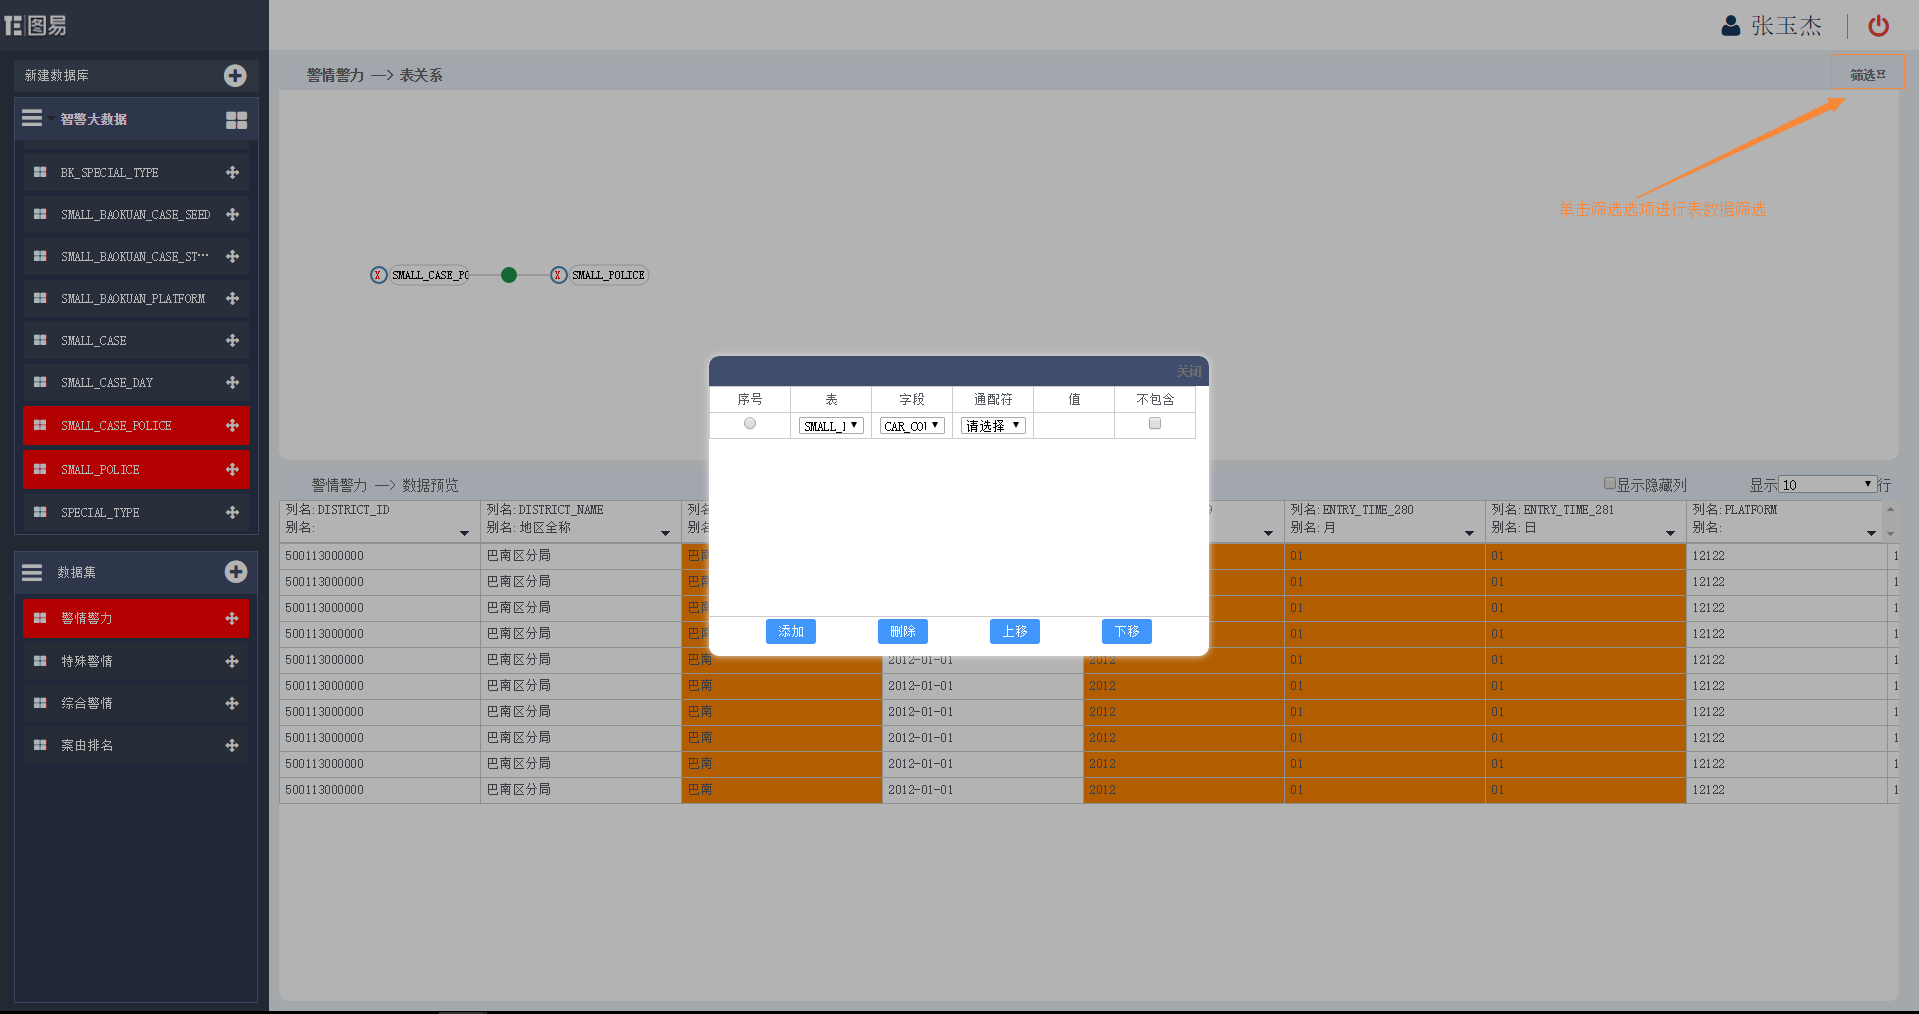 图易
张玉杰
新建数据库
智警大数据
BK_SPECIAL_TYPE
SMALL_BAOKUAN_CASE_SEED
SMALL_BAOKUAN_CASE_ST···
SMALL_BAOKUAN_PLATFORM
SMALL_CASE
SMALL_CASE_DAY
SMALL_CASE_POLICE
SMALL_POLICE
SPECIAL_TYPE
数据集
警情警力
特殊警情
综合警情
案由排名
警情警力 —> 表关系
筛选
单击筛选选项进行表数据筛选
X SMALL_CASE_PO
X SMALL_POLICE
关闭
序号 表 字段 通配符 值 不包含
SMALL_ CAR_COU 请选择
添加 删除 上移 下移
警情警力 —> 数据预览
显示隐藏列 显示 10 行
列名:DISTRICT_ID 列名:DISTRICT_NAME 列名 列名:ENTRY_TIME_280 列名:ENTRY_TIME_281 列名:PLATFORM
别名: 别名:地区全称 别名 别名:月 别名:日 别名:
500113000000 巴南区分局 巴南 01 01 12122 1
500113000000 巴南区分局 巴南 01 01 12122 1
500113000000 巴南区分局 巴南 01 01 12122 1
500113000000 巴南区分局 巴南 01 01 12122 1
500113000000 巴南区分局 巴南 2012-01-01 2012 01 01 12122 1
500113000000 巴南区分局 巴南 2012-01-01 2012 01 01 12122 1
500113000000 巴南区分局 巴南 2012-01-01 2012 01 01 12122 1
500113000000 巴南区分局 巴南 2012-01-01 2012 01 01 12122 1
500113000000 巴南区分局 巴南 2012-01-01 2012 01 01 12122 1
500113000000 巴南区分局 巴南 2012-01-01 2012 01 01 12122 1